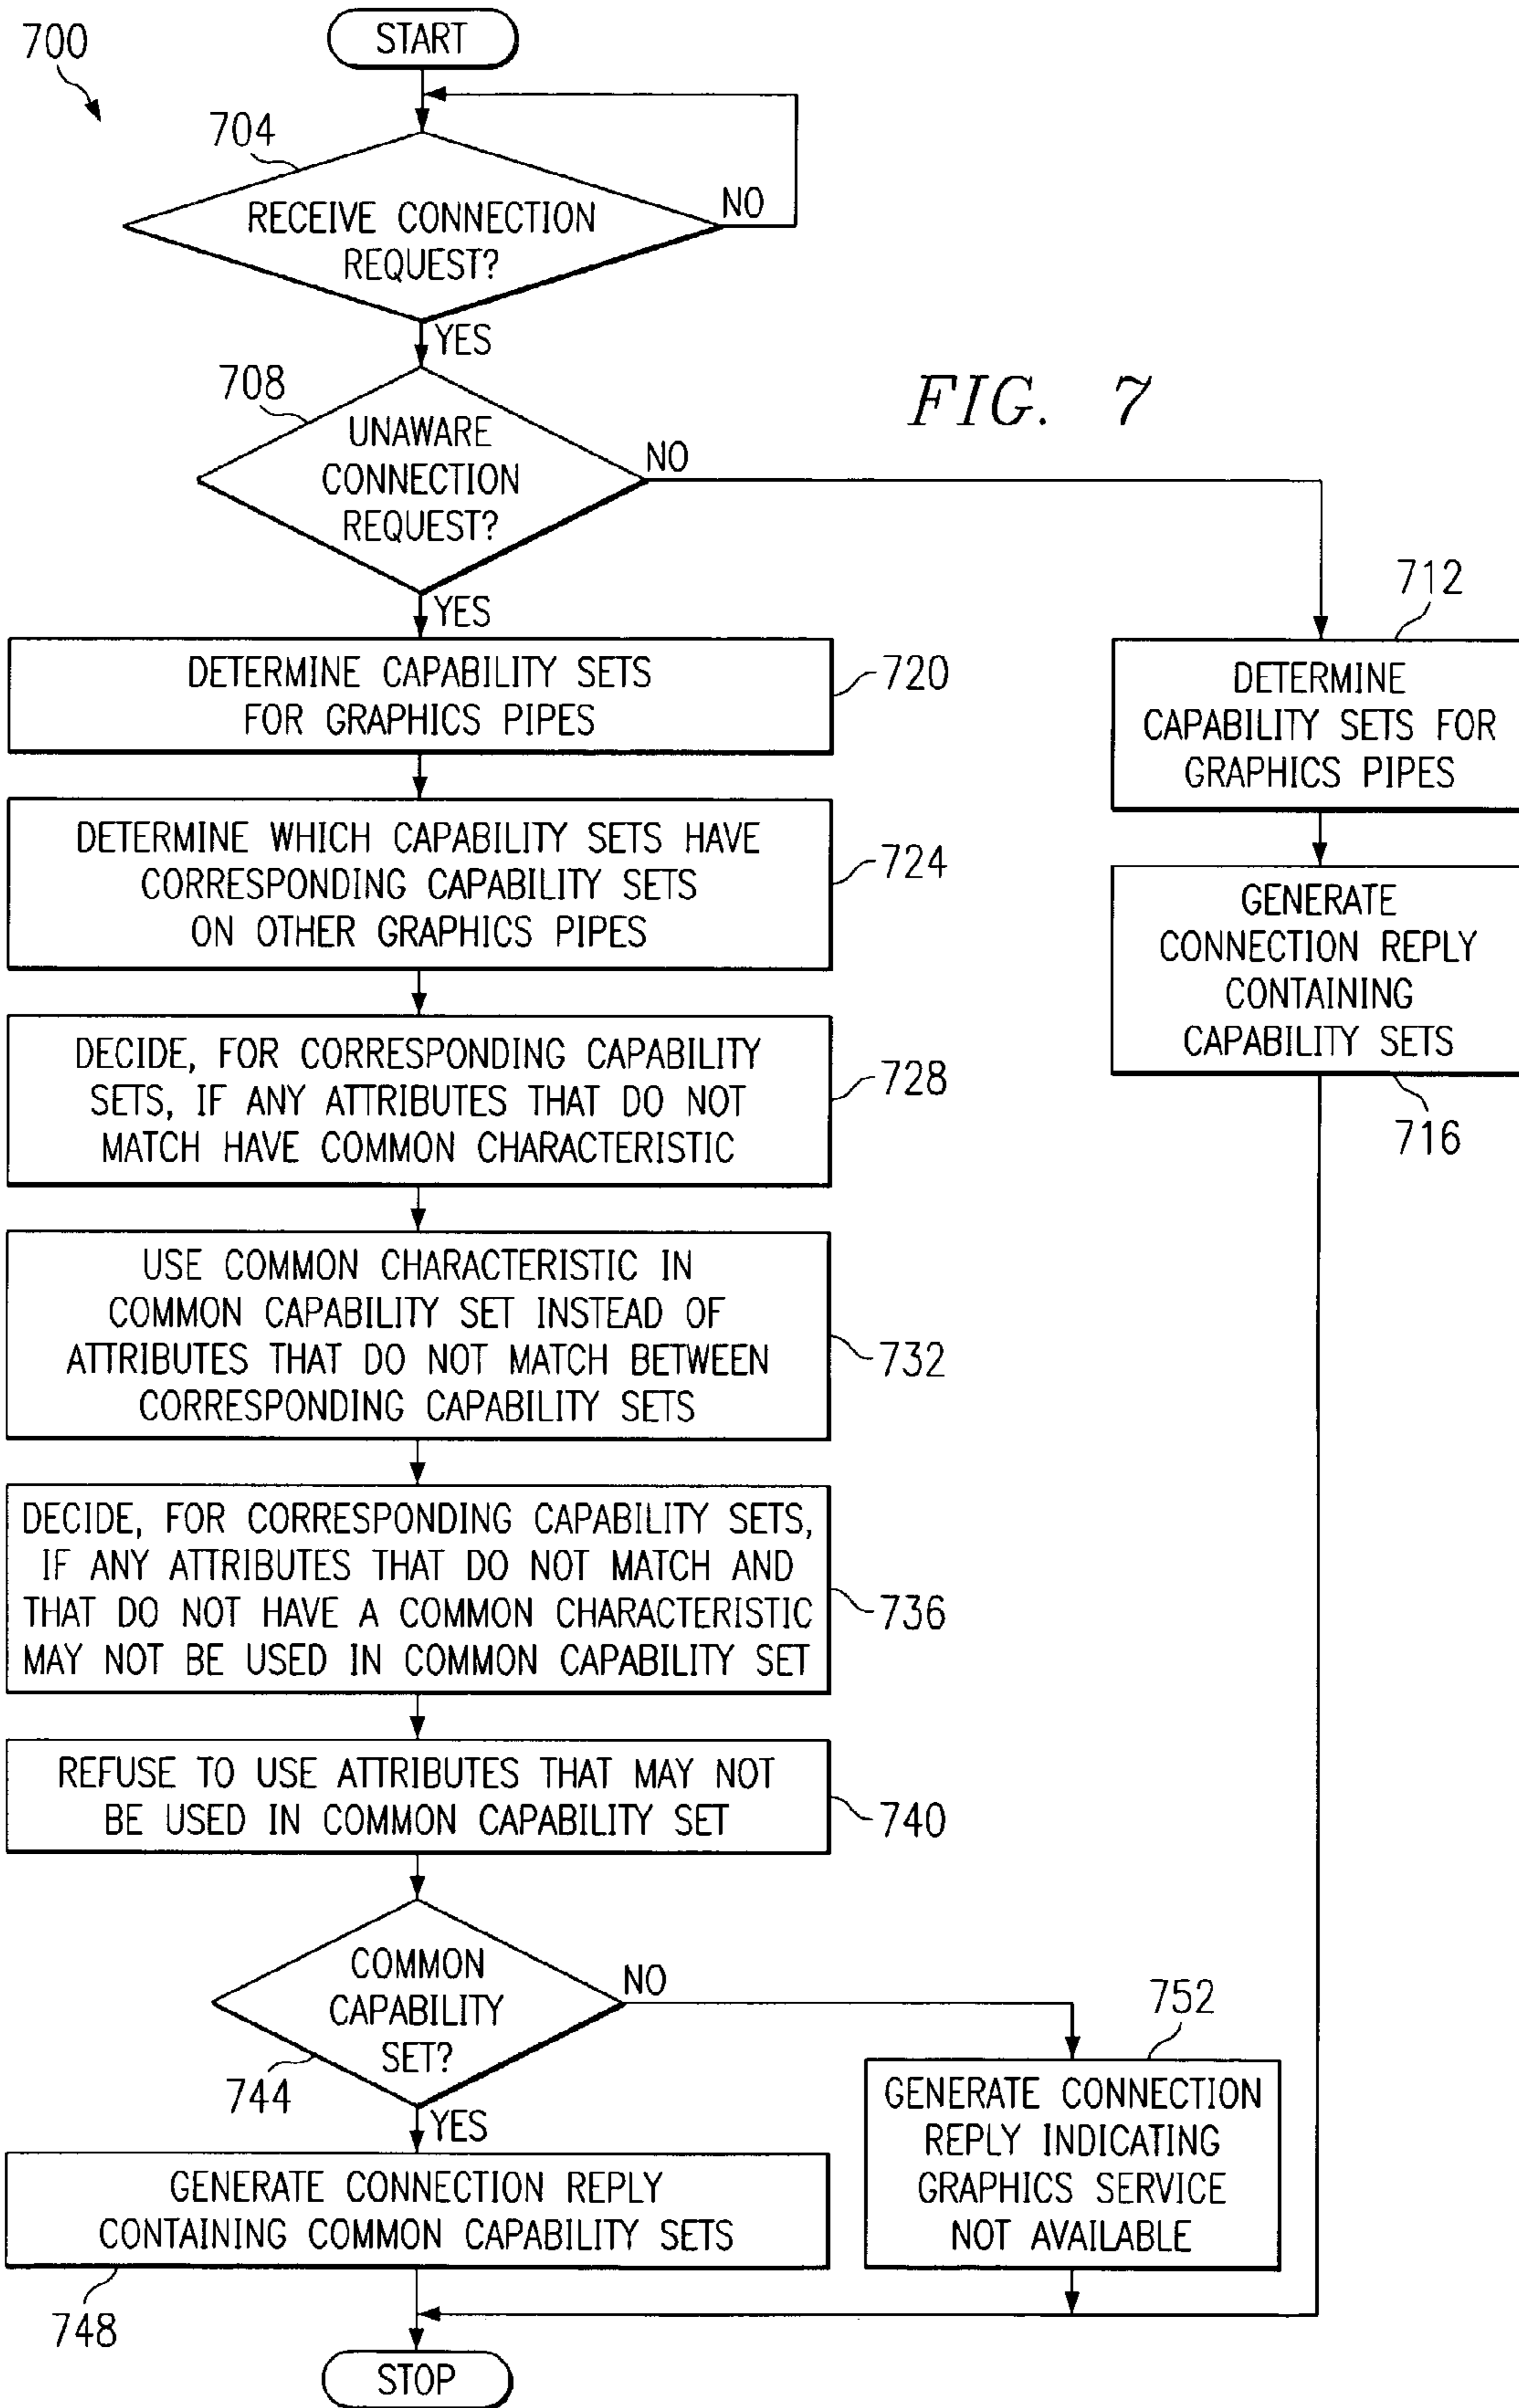 700
START
704
RECEIVE CONNECTION
REQUEST?
NO
YES
708
FIG. 7
UNAWARE
CONNECTION
REQUEST?
NO
YES
712
DETERMINE CAPABILITY SETS
FOR GRAPHICS PIPES
720
DETERMINE
CAPABILITY SETS FOR
GRAPHICS PIPES
DETERMINE WHICH CAPABILITY SETS HAVE
CORRESPONDING CAPABILITY SETS
ON OTHER GRAPHICS PIPES
724
GENERATE
CONNECTION REPLY
CONTAINING
CAPABILITY SETS
716
DECIDE, FOR CORRESPONDING CAPABILITY
SETS, IF ANY ATTRIBUTES THAT DO NOT
MATCH HAVE COMMON CHARACTERISTIC
728
USE COMMON CHARACTERISTIC IN
COMMON CAPABILITY SET INSTEAD OF
ATTRIBUTES THAT DO NOT MATCH BETWEEN
CORRESPONDING CAPABILITY SETS
732
DECIDE, FOR CORRESPONDING CAPABILITY SETS,
IF ANY ATTRIBUTES THAT DO NOT MATCH AND
THAT DO NOT HAVE A COMMON CHARACTERISTIC
MAY NOT BE USED IN COMMON CAPABILITY SET
736
REFUSE TO USE ATTRIBUTES THAT MAY NOT
BE USED IN COMMON CAPABILITY SET
740
COMMON
CAPABILITY
SET?
744
NO
YES
752
GENERATE CONNECTION
REPLY INDICATING
GRAPHICS SERVICE
NOT AVAILABLE
GENERATE CONNECTION REPLY
CONTAINING COMMON CAPABILITY SETS
748
STOP